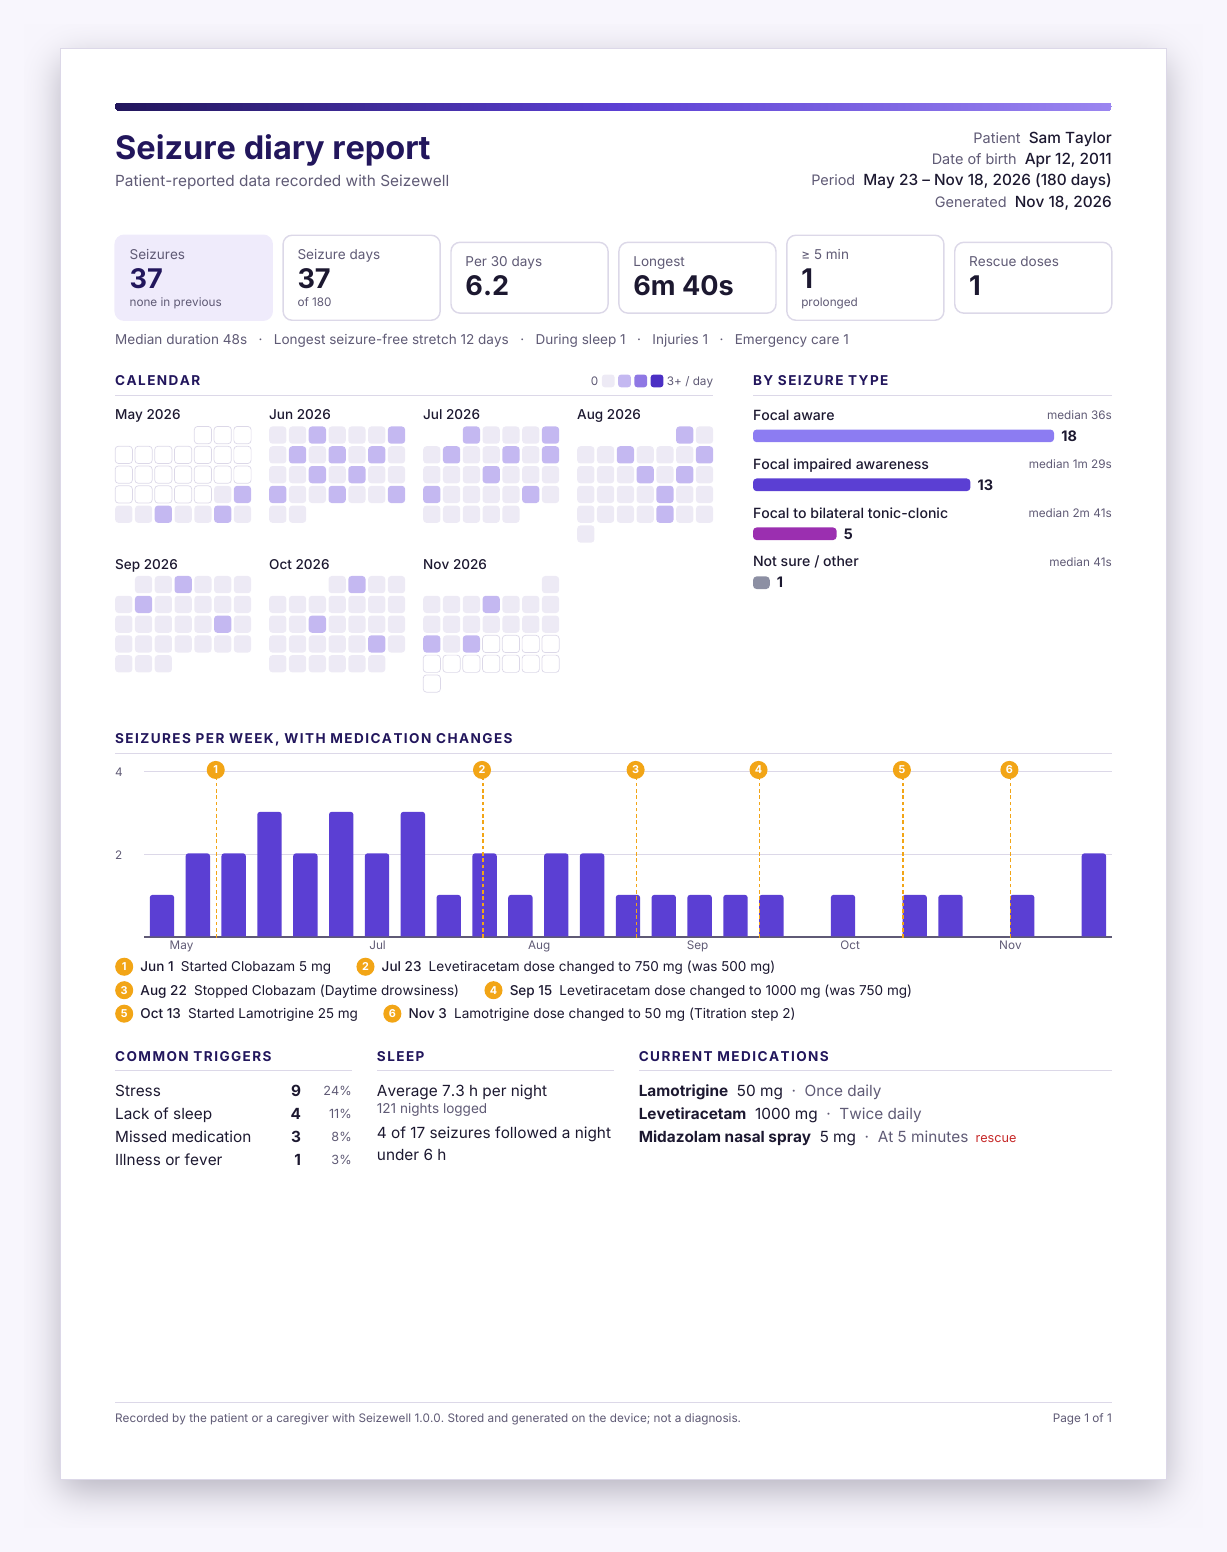 Seizure diary report
Patient-reported data recorded with Seizewell
Patient Sam Taylor
Date of birth Apr 12, 2011
Period May 23 – Nov 18, 2026 (180 days)
Generated Nov 18, 2026
Seizures
37
none in previous
Seizure days
37
of 180
Per 30 days
6.2
Longest
6m 40s
≥ 5 min
1
prolonged
Rescue doses
1
Median duration 48s · Longest seizure-free stretch 12 days · During sleep 1 · Injuries 1 · Emergency care 1
CALENDAR
0 3+ / day
May 2026
Jun 2026
Jul 2026
Aug 2026
Sep 2026
Oct 2026
Nov 2026
BY SEIZURE TYPE
Focal aware median 36s
18
Focal impaired awareness median 1m 29s
13
Focal to bilateral tonic-clonic median 2m 41s
5
Not sure / other median 41s
1
SEIZURES PER WEEK, WITH MEDICATION CHANGES
4
2
1 2 3 4 5 6
May Jul Aug Sep Oct Nov
1 Jun 1 Started Clobazam 5 mg 2 Jul 23 Levetiracetam dose changed to 750 mg (was 500 mg)
3 Aug 22 Stopped Clobazam (Daytime drowsiness) 4 Sep 15 Levetiracetam dose changed to 1000 mg (was 750 mg)
5 Oct 13 Started Lamotrigine 25 mg 6 Nov 3 Lamotrigine dose changed to 50 mg (Titration step 2)
COMMON TRIGGERS
Stress 9 24%
Lack of sleep 4 11%
Missed medication 3 8%
Illness or fever 1 3%
SLEEP
Average 7.3 h per night
121 nights logged
4 of 17 seizures followed a night
under 6 h
CURRENT MEDICATIONS
Lamotrigine 50 mg · Once daily
Levetiracetam 1000 mg · Twice daily
Midazolam nasal spray 5 mg · At 5 minutes rescue
Recorded by the patient or a caregiver with Seizewell 1.0.0. Stored and generated on the device; not a diagnosis.
Page 1 of 1